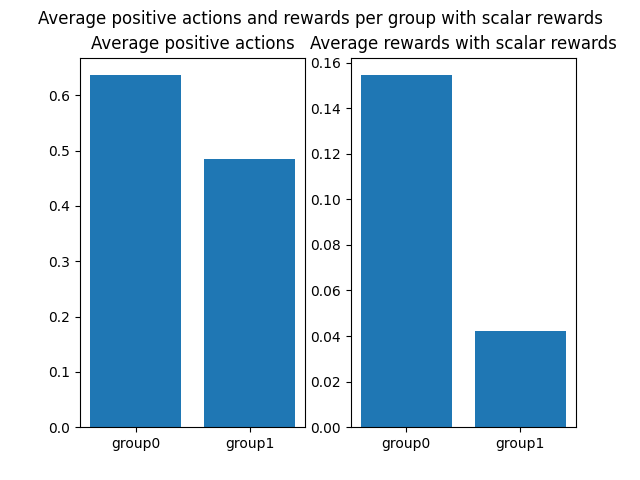 Average positive actions and rewards per group with scalar rewards
Average positive actions
0.6
0.5
0.4
0.3
0.2
0.1
0.0
group0
group1
Average rewards with scalar rewards
0.16
0.14
0.12
0.10
0.08
0.06
0.04
0.02
0.00
group0
group1